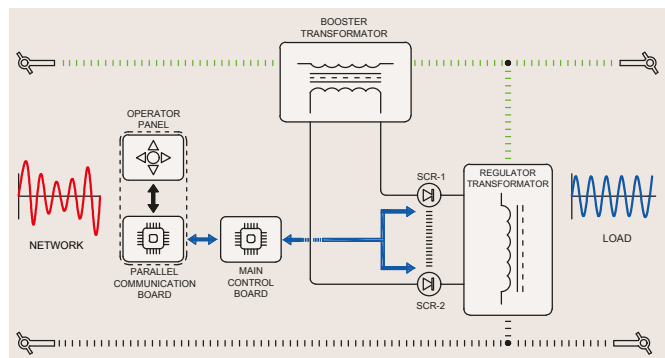 BOOSTER
TRANSFORMATOR
OPERATOR
PANEL
SCR-1
REGULATOR
TRANSFORMATOR
NETWORK
PARALLEL
COMMUNICATION
BOARD
MAIN
CONTROL
BOARD
SCR-2
LOAD